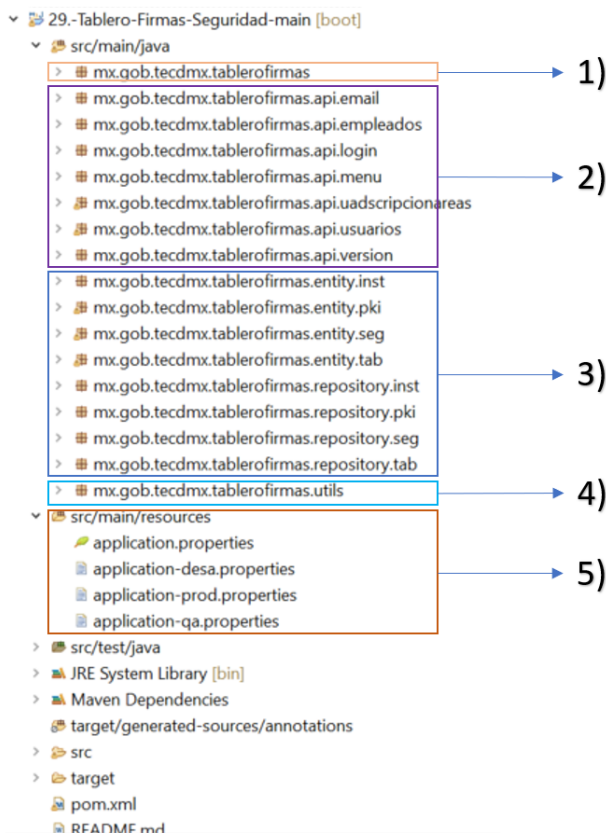 29.-Tablero-Firmas-Seguridad-main [boot]
src/main/java
mx.gob.tecdmx.tablerofirmas
1)
mx.gob.tecdmx.tablerofirmas.api.email
mx.gob.tecdmx.tablerofirmas.api.empleados
mx.gob.tecdmx.tablerofirmas.api.login
mx.gob.tecdmx.tablerofirmas.api.menu
2)
mx.gob.tecdmx.tablerofirmas.api.uadscripcionareas
mx.gob.tecdmx.tablerofirmas.api.usuarios
mx.gob.tecdmx.tablerofirmas.api.version
mx.gob.tecdmx.tablerofirmas.entity.inst
mx.gob.tecdmx.tablerofirmas.entity.pki
mx.gob.tecdmx.tablerofirmas.entity.seg
mx.gob.tecdmx.tablerofirmas.entity.tab
3)
mx.gob.tecdmx.tablerofirmas.repository.inst
mx.gob.tecdmx.tablerofirmas.repository.pki
mx.gob.tecdmx.tablerofirmas.repository.seg
mx.gob.tecdmx.tablerofirmas.repository.tab
mx.gob.tecdmx.tablerofirmas.utils
4)
src/main/resources
application.properties
application-desa.properties
5)
application-prod.properties
application-qa.properties
src/test/java
JRE System Library [bin]
Maven Dependencies
target/generated-sources/annotations
src
target
pom.xml
README.md